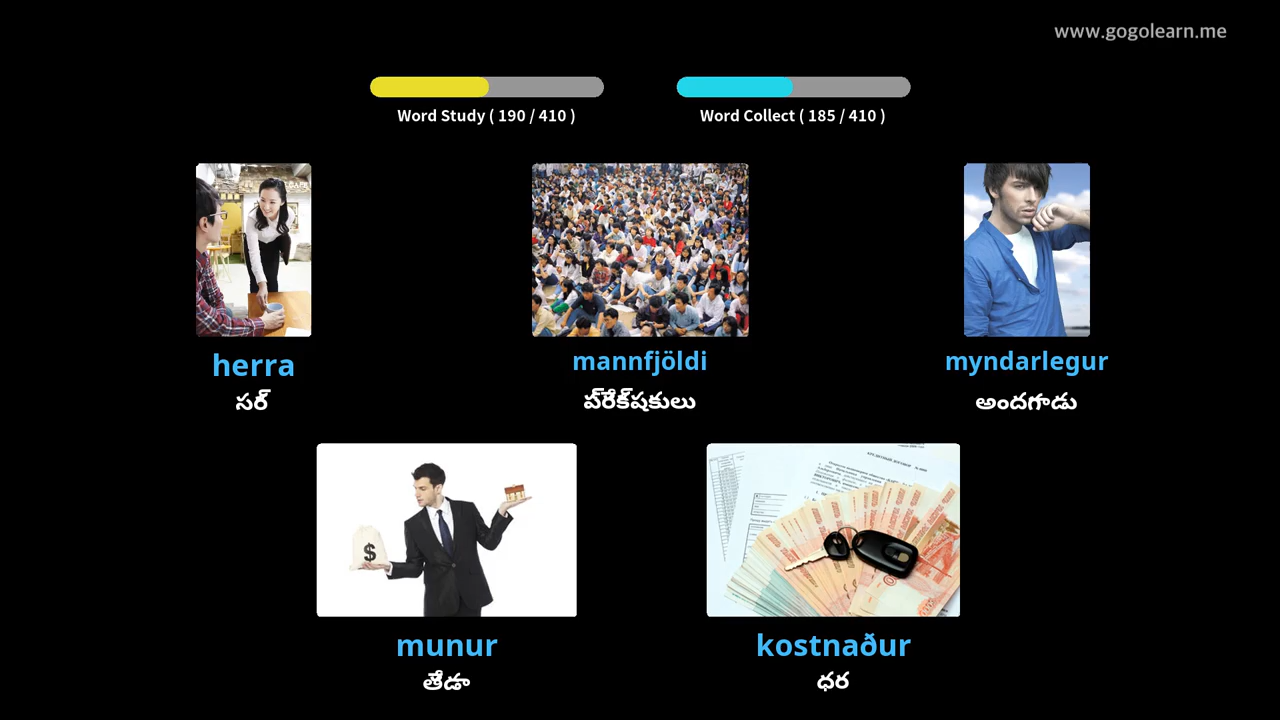 www.gogolearn.me
Word Study ( 190 / 410 )
Word Collect ( 185 / 410 )
herra
సర్
mannfjöldi
ప్రేక్షకులు
myndarlegur
అందగాడు
munur
తేడా
kostnaður
ధర